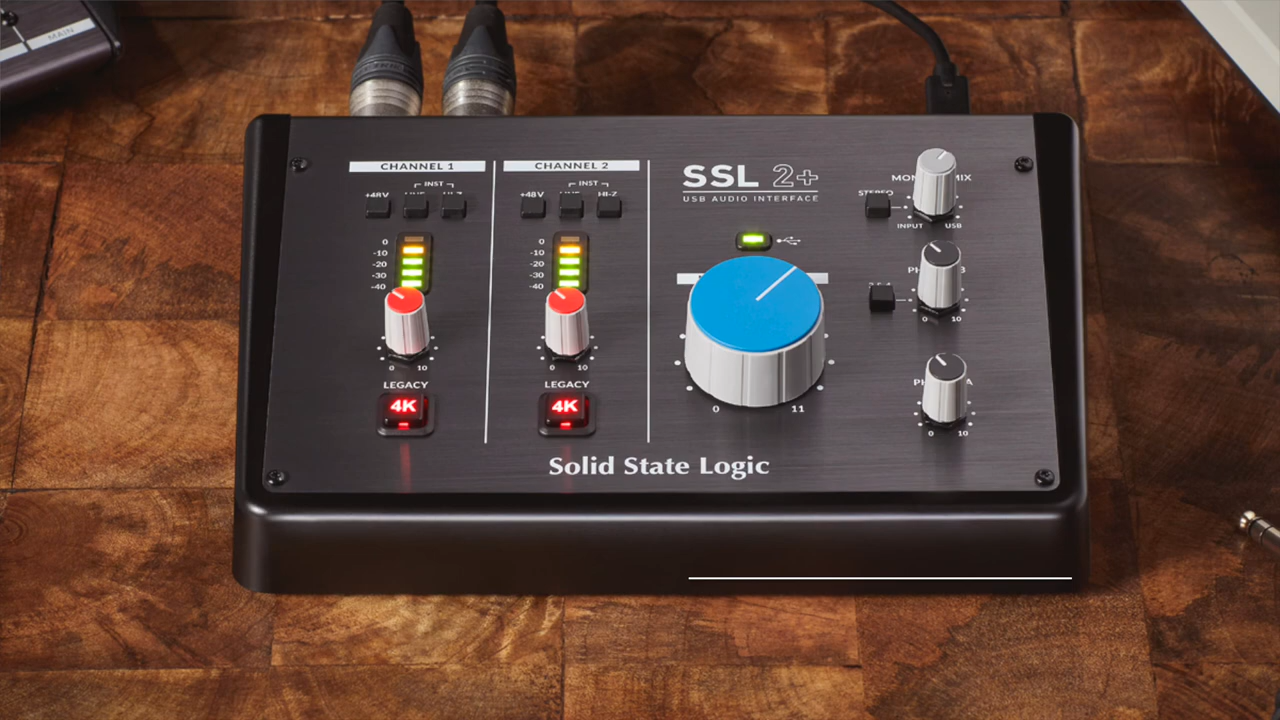 MAIN
CHANNEL 1
CHANNEL 2
SSL 2+
USB AUDIO INTERFACE
INST
INST
+48V
+48V
HI-Z
STEREO
INPUT
USB
0
-10
-20
-30
-40
0
-10
-20
-30
-40
0 10
0 10
0 10
0 10
0 11
LEGACY
LEGACY
4K
4K
Solid State Logic